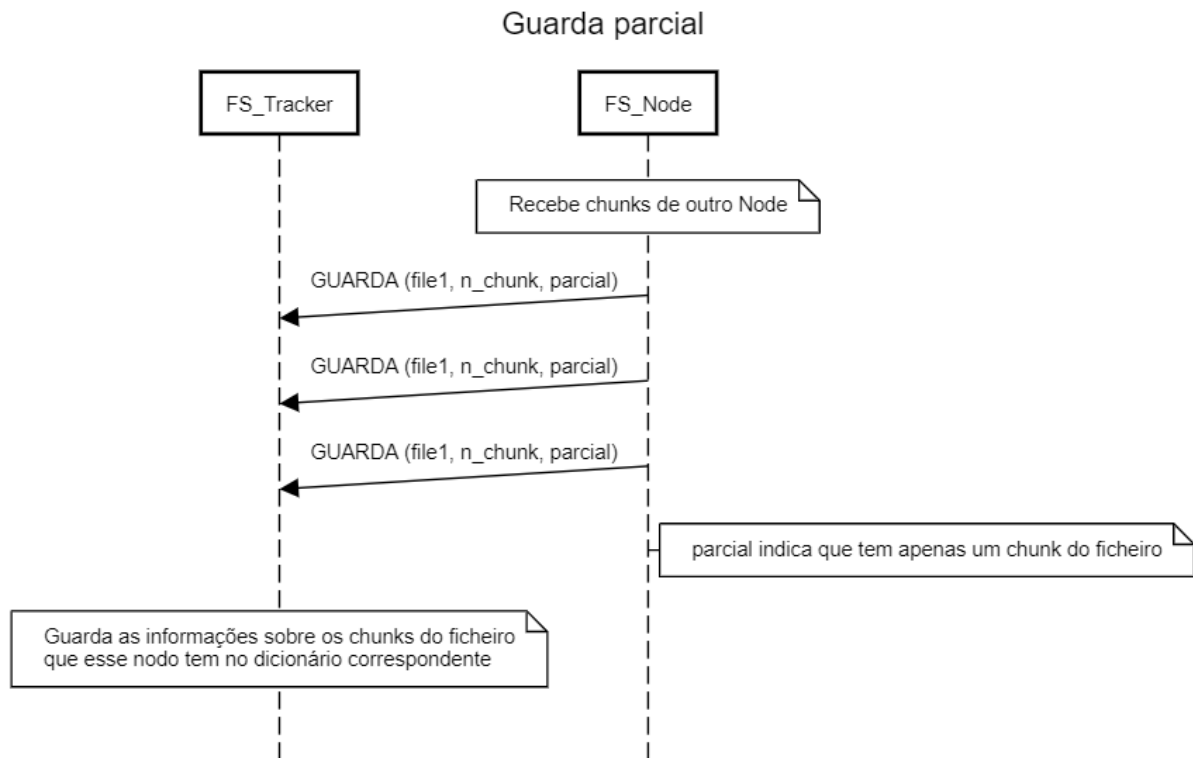 Guarda parcial
FS_Tracker
FS_Node
Recebe chunks de outro Node
GUARDA (file1, n_chunk, parcial)
GUARDA (file1, n_chunk, parcial)
GUARDA (file1, n_chunk, parcial)
parcial indica que tem apenas um chunk do ficheiro
Guarda as informações sobre os chunks do ficheiro
que esse nodo tem no dicionário correspondente